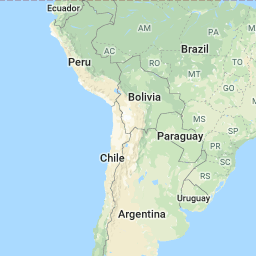 Ecuador
AM
PA
Brazil
Peru
AC
RO
TO
MT
Bolivia
GO
MS
Paraguay
SP
PR
SC
Chile
RS
Uruguay
Argentina